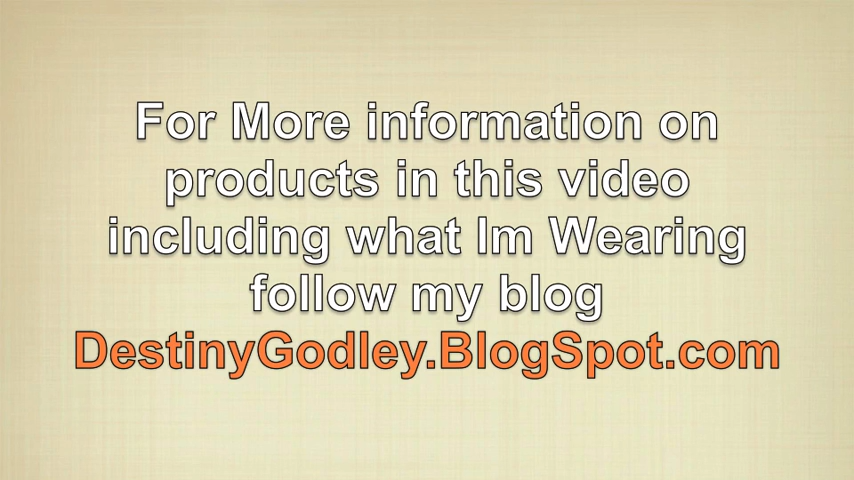 For More information on
products in this video
including what Im Wearing
follow my blog
DestinyGodley.BlogSpot.com